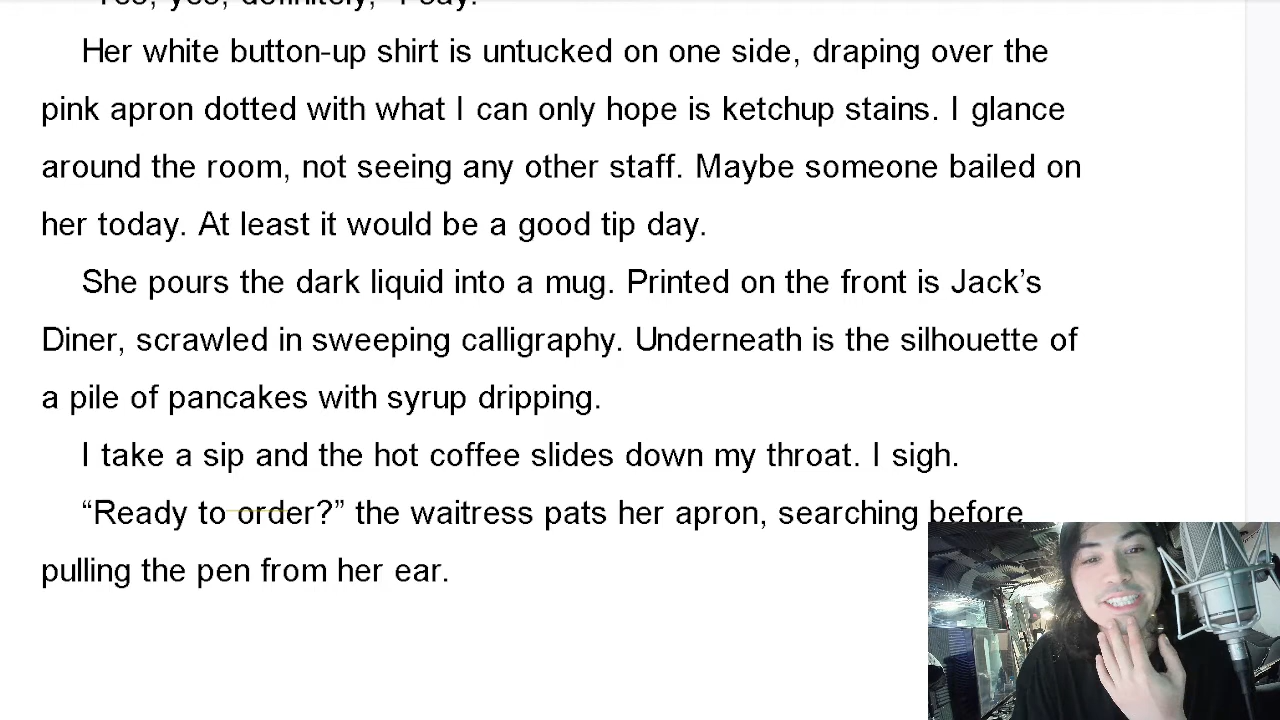 "Yes, yes, definitely," I say.
Her white button-up shirt is untucked on one side, draping over the
pink apron dotted with what I can only hope is ketchup stains. I glance
around the room, not seeing any other staff. Maybe someone bailed on
her today. At least it would be a good tip day.
She pours the dark liquid into a mug. Printed on the front is Jack’s
Diner, scrawled in sweeping calligraphy. Underneath is the silhouette of
a pile of pancakes with syrup dripping.
I take a sip and the hot coffee slides down my throat. I sigh.
“Ready to order?” the waitress pats her apron, searching before
pulling the pen from her ear.